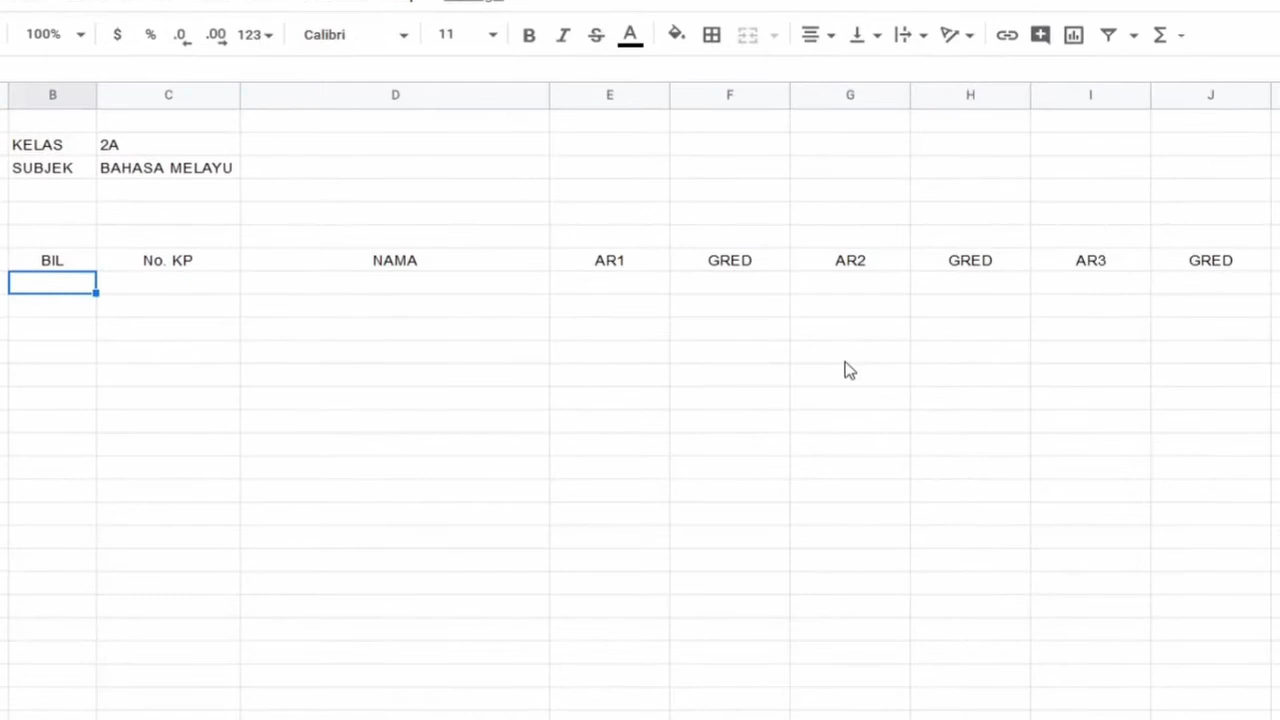 100% $ % .0 .00 123 Calibri 11 B I S A Σ
B C D E F G H I J
KELAS 2A
SUBJEK BAHASA MELAYU
BIL No. KP NAMA AR1 GRED AR2 GRED AR3 GRED